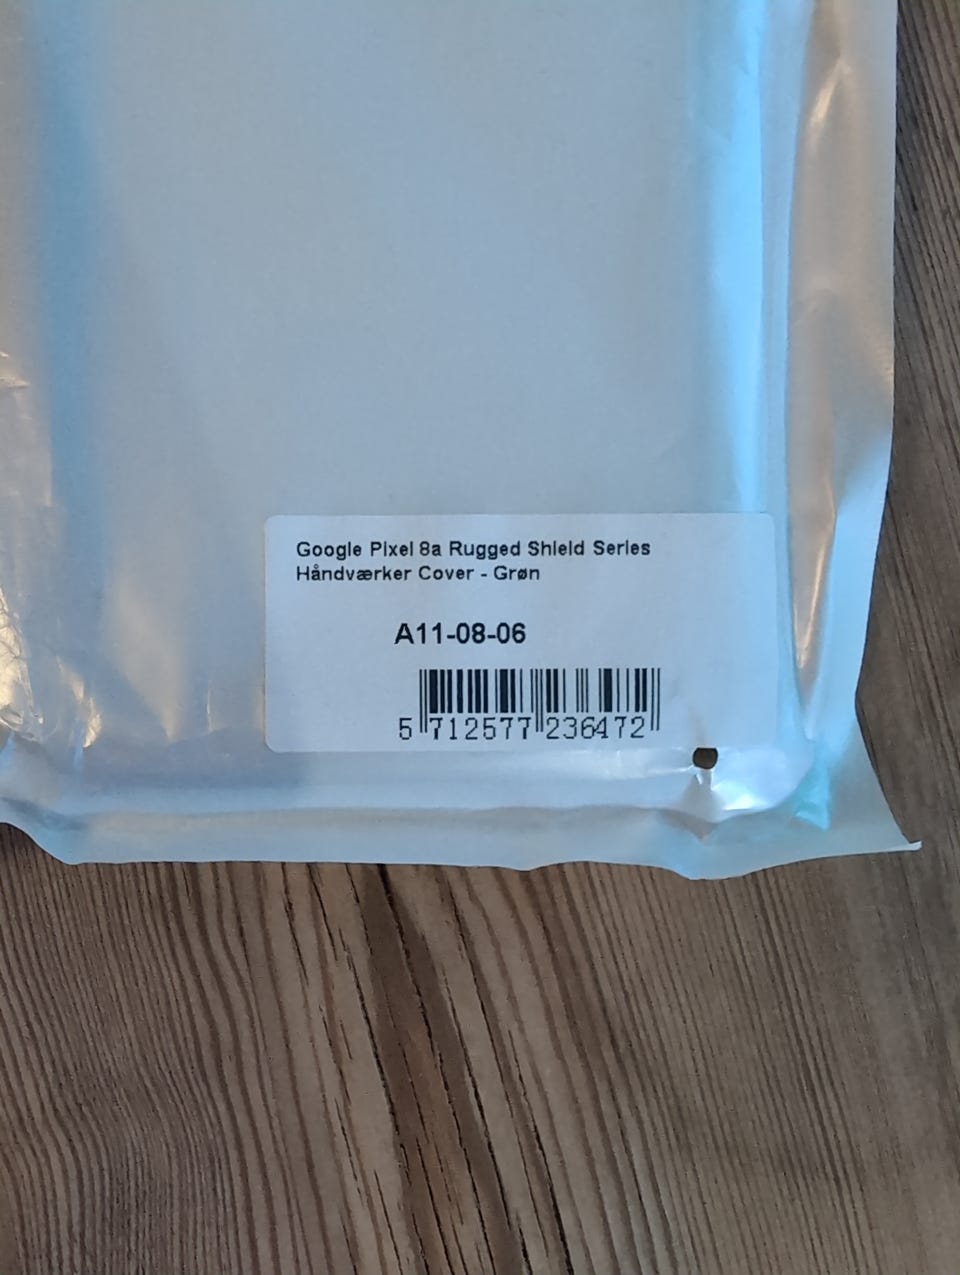 Google Pixel 8a Rugged Shield Series
Håndværker Cover - Grøn
A11-08-06
5 712577 236472